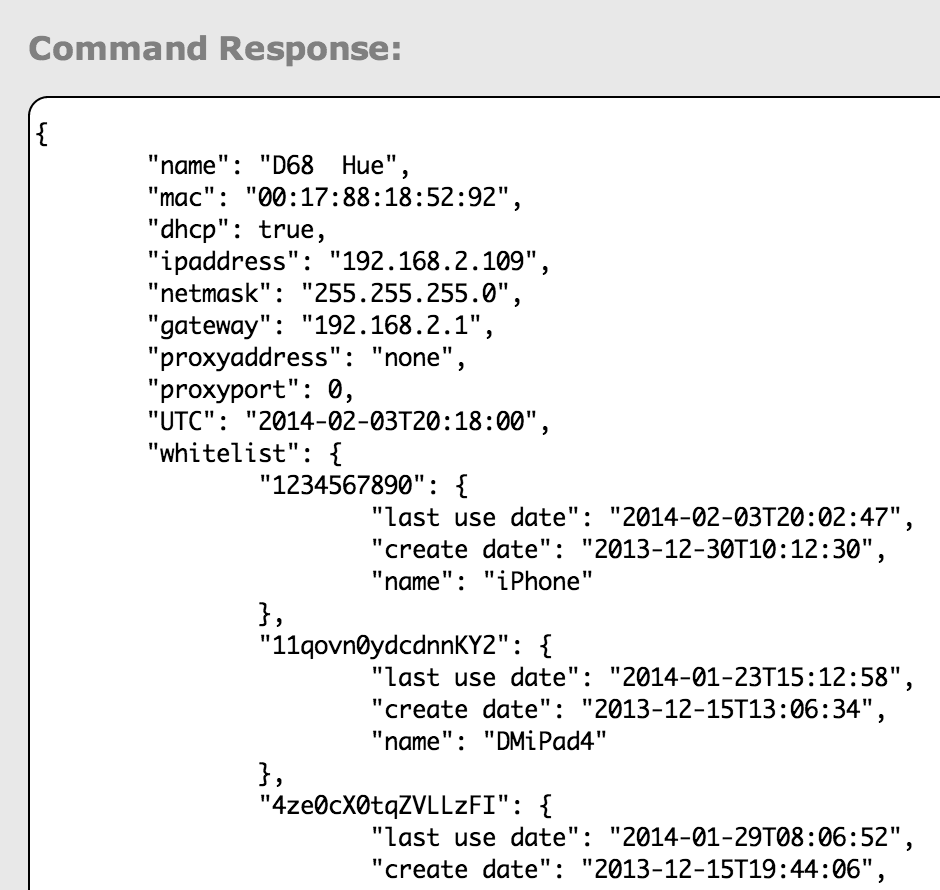 Command Response:
{
"name": "D68  Hue",
"mac": "00:17:88:18:52:92",
"dhcp": true,
"ipaddress": "192.168.2.109",
"netmask": "255.255.255.0",
"gateway": "192.168.2.1",
"proxyaddress": "none",
"proxyport": 0,
"UTC": "2014-02-03T20:18:00",
"whitelist": {
"1234567890": {
"last use date": "2014-02-03T20:02:47",
"create date": "2013-12-30T10:12:30",
"name": "iPhone"
},
"11qovn0ydcdnnKY2": {
"last use date": "2014-01-23T15:12:58",
"create date": "2013-12-15T13:06:34",
"name": "DMiPad4"
},
"4ze0cX0tqZVLLzFI": {
"last use date": "2014-01-29T08:06:52",
"create date": "2013-12-15T19:44:06",